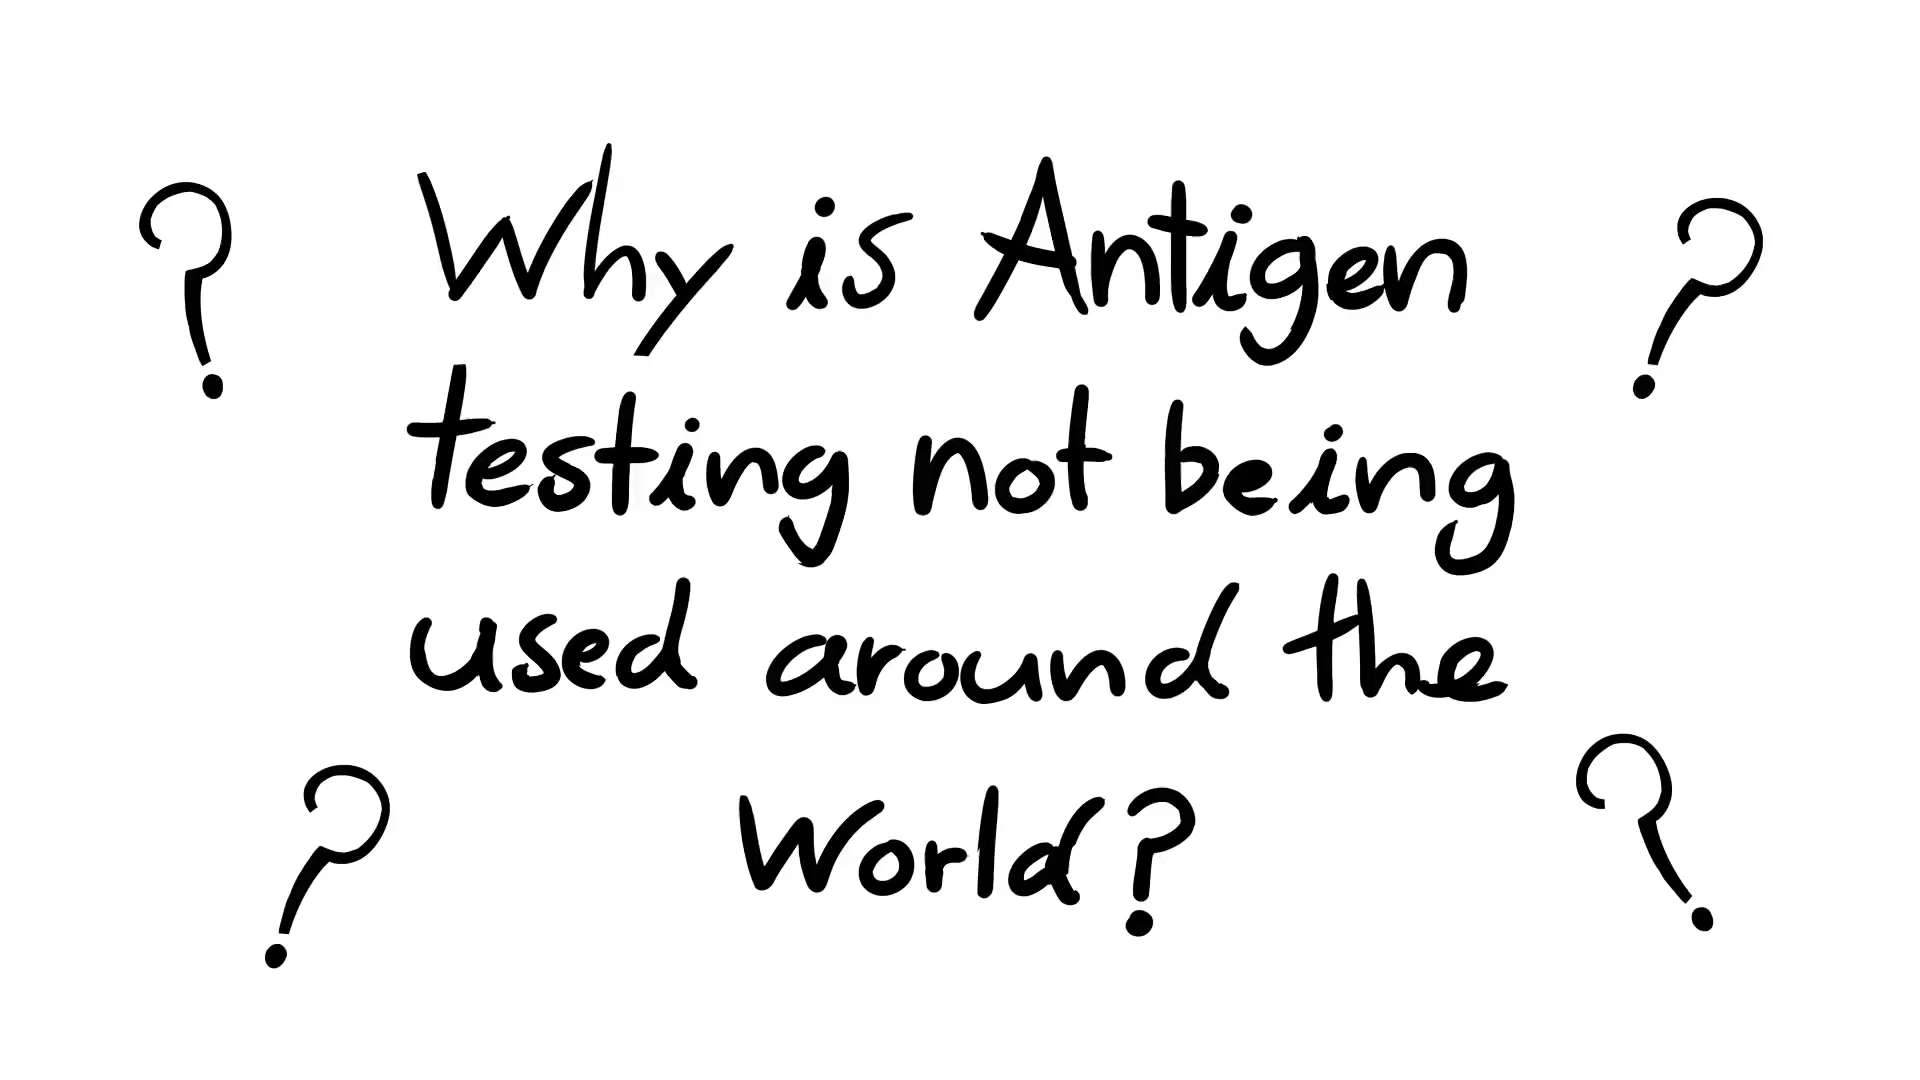 Why is Antigen
testing not being
used around the
World?